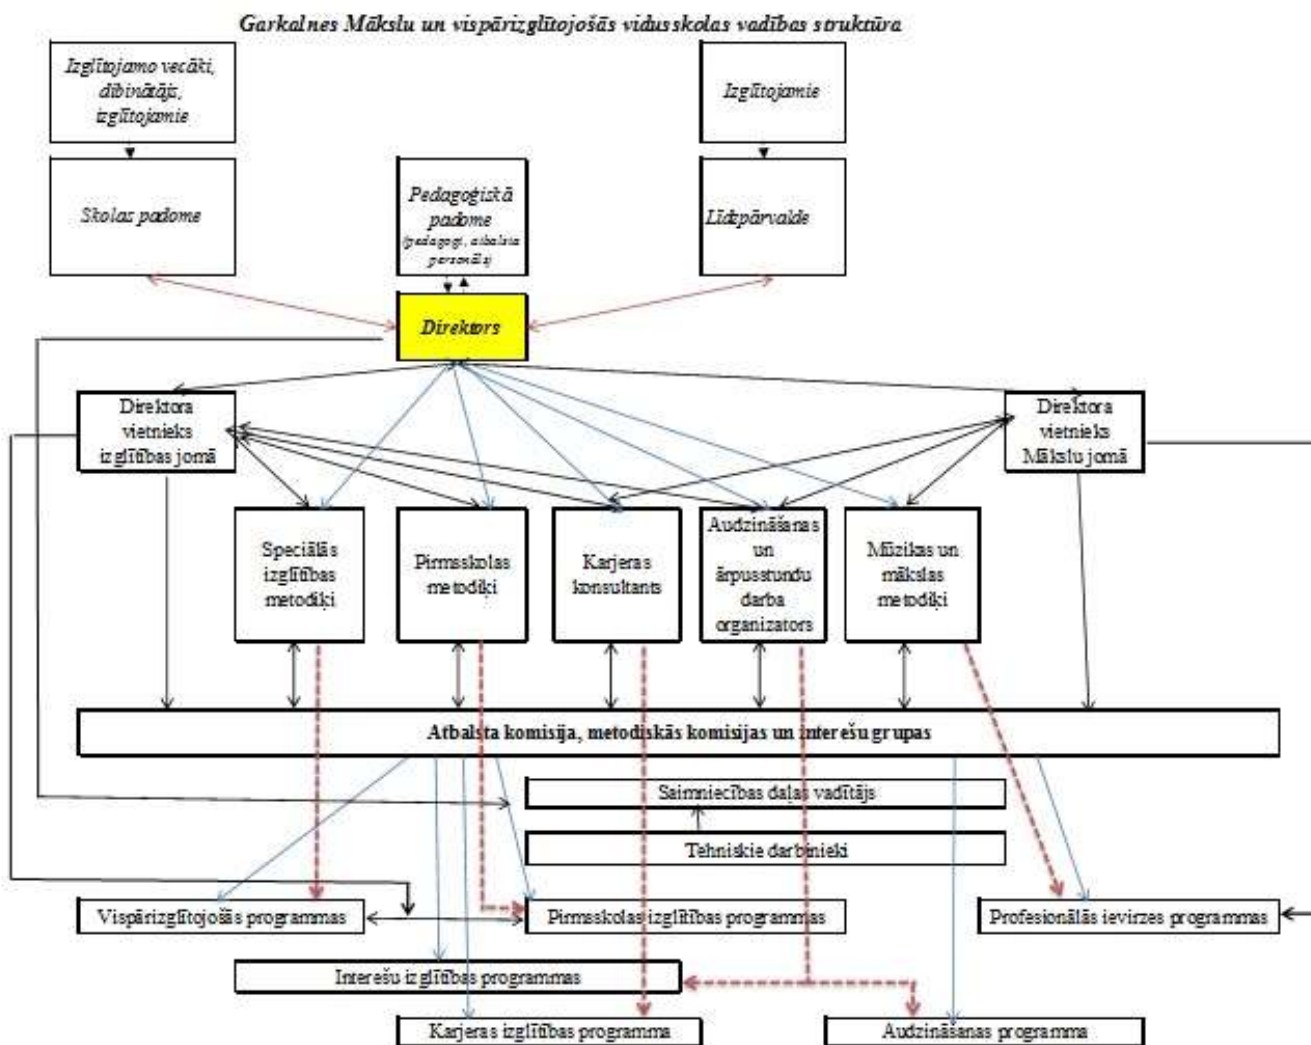 Garkalnes Mākslu un vispārizglītojošās vidusskolas vadības struktūra
Izglītojamo vecāki,
dibinātājs,
izglītojamie
Izglītojamie
Skolas padome
Pedagoģiskā
padome
(pedagogi, atbalsta
personāls)
Līdzpārvalde
Direktors
Direktora
vietnieks
izglītības jomā
Direktora
vietnieks
Mākslu jomā
Speciālās
izglītības
metodiķi
Pirmsskolas
metodiķi
Karjeras
konsultants
Audzināšanas
un
ārpusstundu
darba
organizators
Mūzikas un
mākslas
metodiķi
Atbalsta komisija, metodiskās komisijas un interešu grupas
Saimniecības daļas vadītājs
Tehniskie darbinieki
Vispārizglītojošās programmas
Pirmsskolas izglītības programmas
Profesionālās ievirzes programmas
Interešu izglītības programmas
Karjeras izglītības programma
Audzināšanas programma